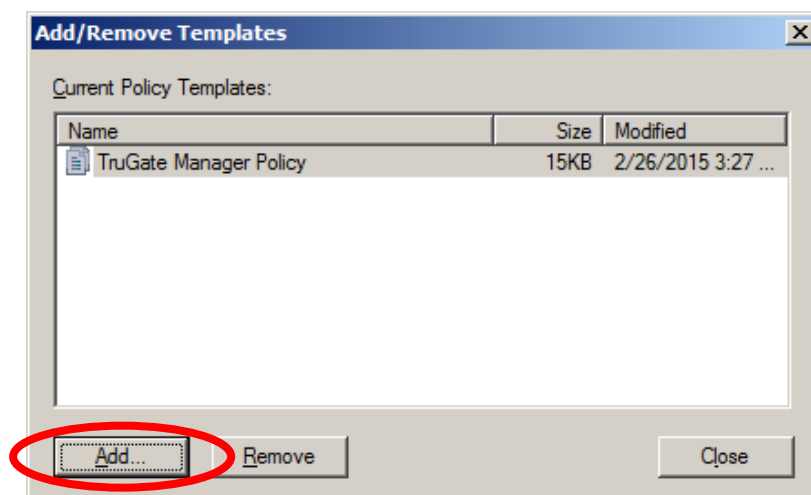 Add/Remove Templates
Current Policy Templates:
Name Size Modified
TruGate Manager Policy 15KB 2/26/2015 3:27 ...
Add... Remove Close